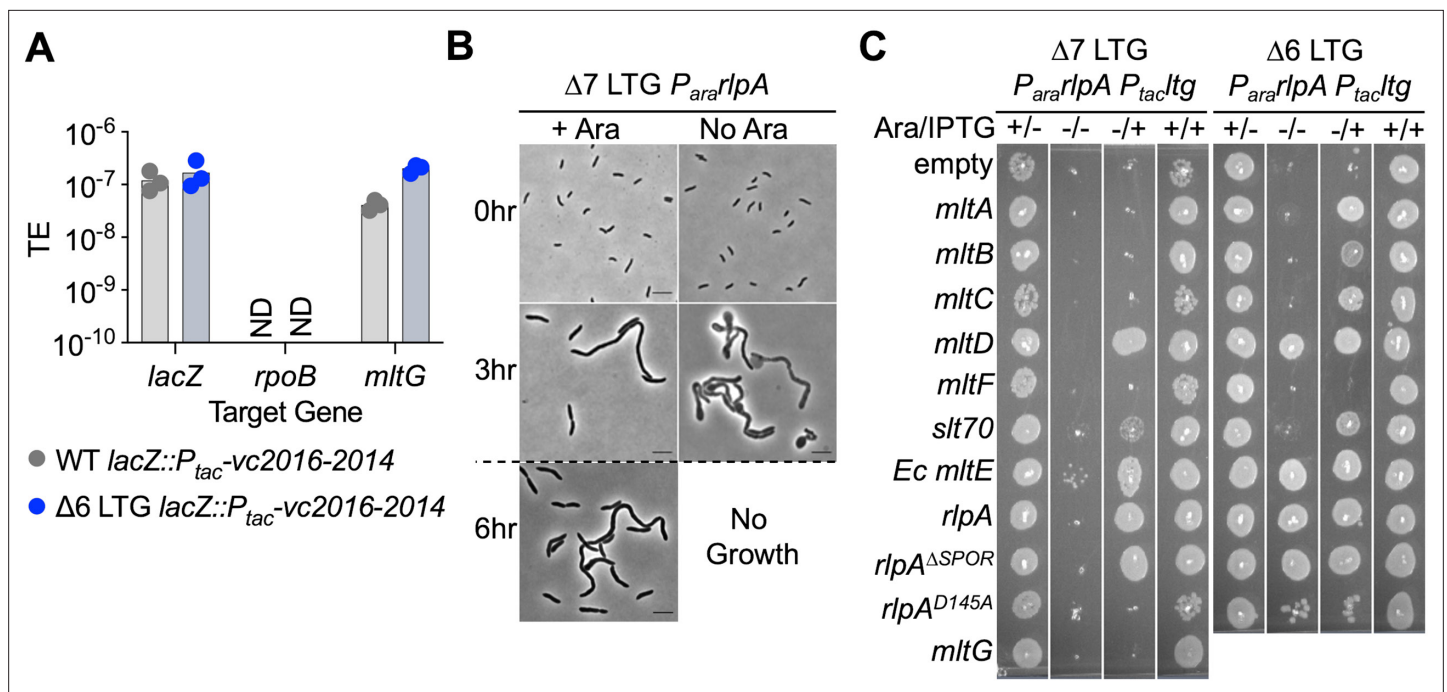 A
TE
10-6
10-7
10-8
10-9
10-10
ND
ND
lacZ rpoB mltG
Target Gene
WT lacZ::Ptac-vc2016-2014
Δ6 LTG lacZ::Ptac-vc2016-2014
B
Δ7 LTG PararlpA
+ Ara No Ara
0hr
3hr
6hr
No
Growth
C
Δ7 LTG Δ6 LTG
PararlpA Ptacltg PararlpA Ptacltg
Ara/IPTG +/- -/- -/+ +/+ +/- -/- -/+ +/+
empty
mltA
mltB
mltC
mltD
mltF
slt70
Ec mltE
rlpA
rlpAΔSPOR
rlpAD145A
mltG